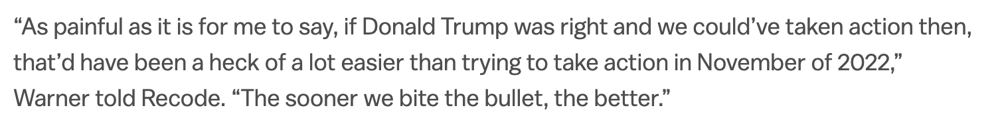 “As painful as it is for me to say, if Donald Trump was right and we could’ve taken action then,
that’d have been a heck of a lot easier than trying to take action in November of 2022,”
Warner told Recode. “The sooner we bite the bullet, the better.”